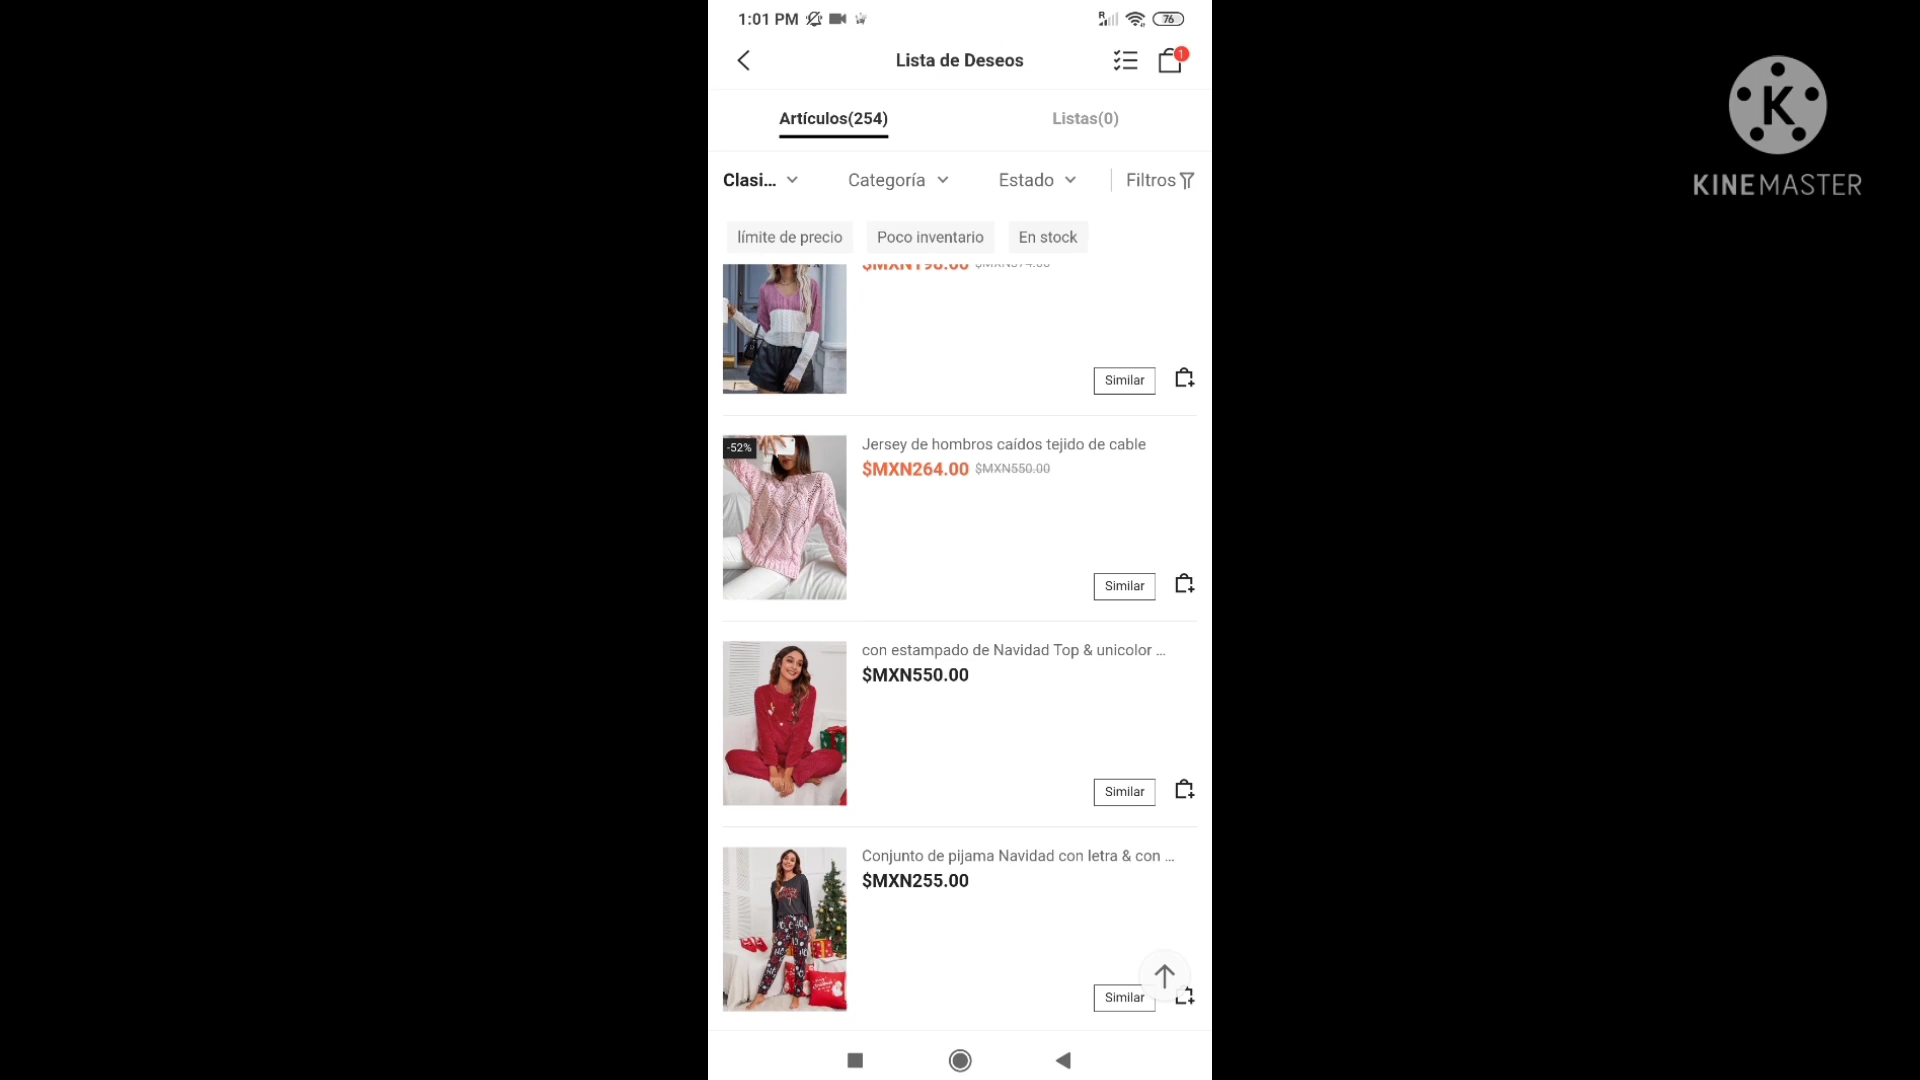 1:01 PM
R
76
Lista de Deseos
1
Artículos(254)
Listas(0)
Clasi...
Categoría
Estado
Filtros
límite de precio
Poco inventario
En stock
Similar
-52%
Jersey de hombros caídos tejido de cable
$MXN264.00 $MXN550.00
Similar
con estampado de Navidad Top & unicolor ...
$MXN550.00
Similar
Conjunto de pijama Navidad con letra & con ...
$MXN255.00
Similar
K
KINEMASTER